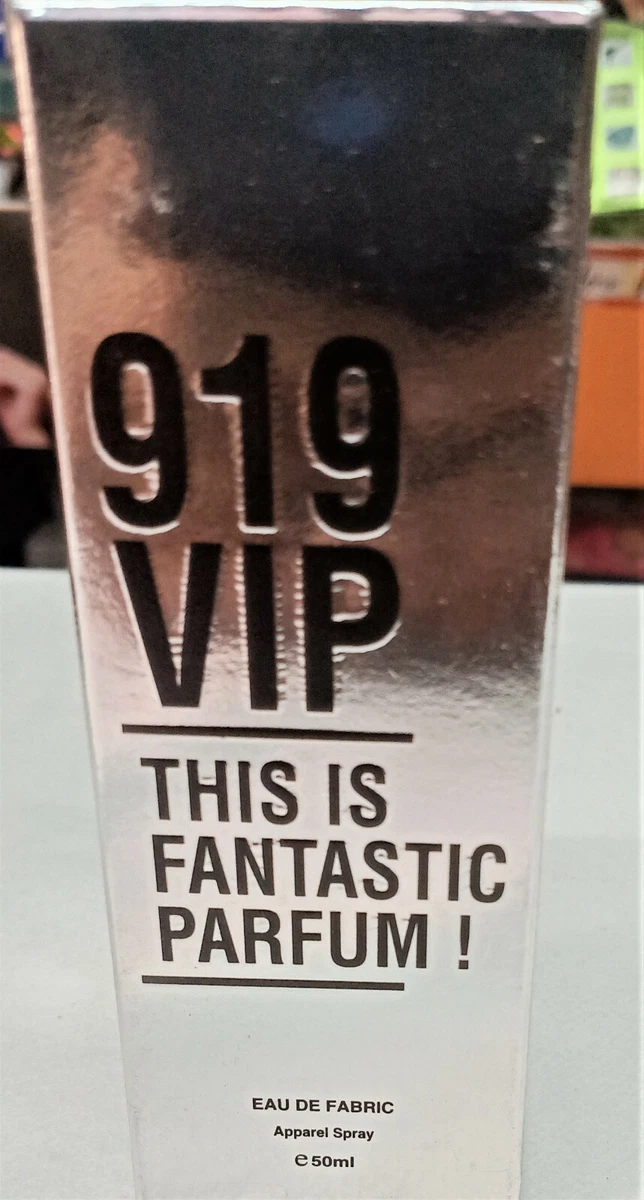 919
VIP
THIS IS
FANTASTIC
PARFUM !
EAU DE FABRIC
Apparel Spray
℮ 50ml